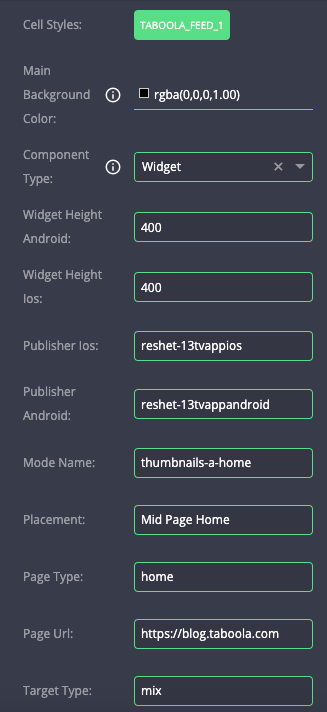 Cell Styles: TABOOLA_FEED_1
Main
Background
Color:
rgba(0,0,0,1.00)
Component
Type:
Widget
Widget Height
Android:
400
Widget Height
Ios:
400
Publisher Ios: reshet-13tvappios
Publisher
Android:
reshet-13tvappandroid
Mode Name: thumbnails-a-home
Placement: Mid Page Home
Page Type: home
Page Url: https://blog.taboola.com
Target Type: mix